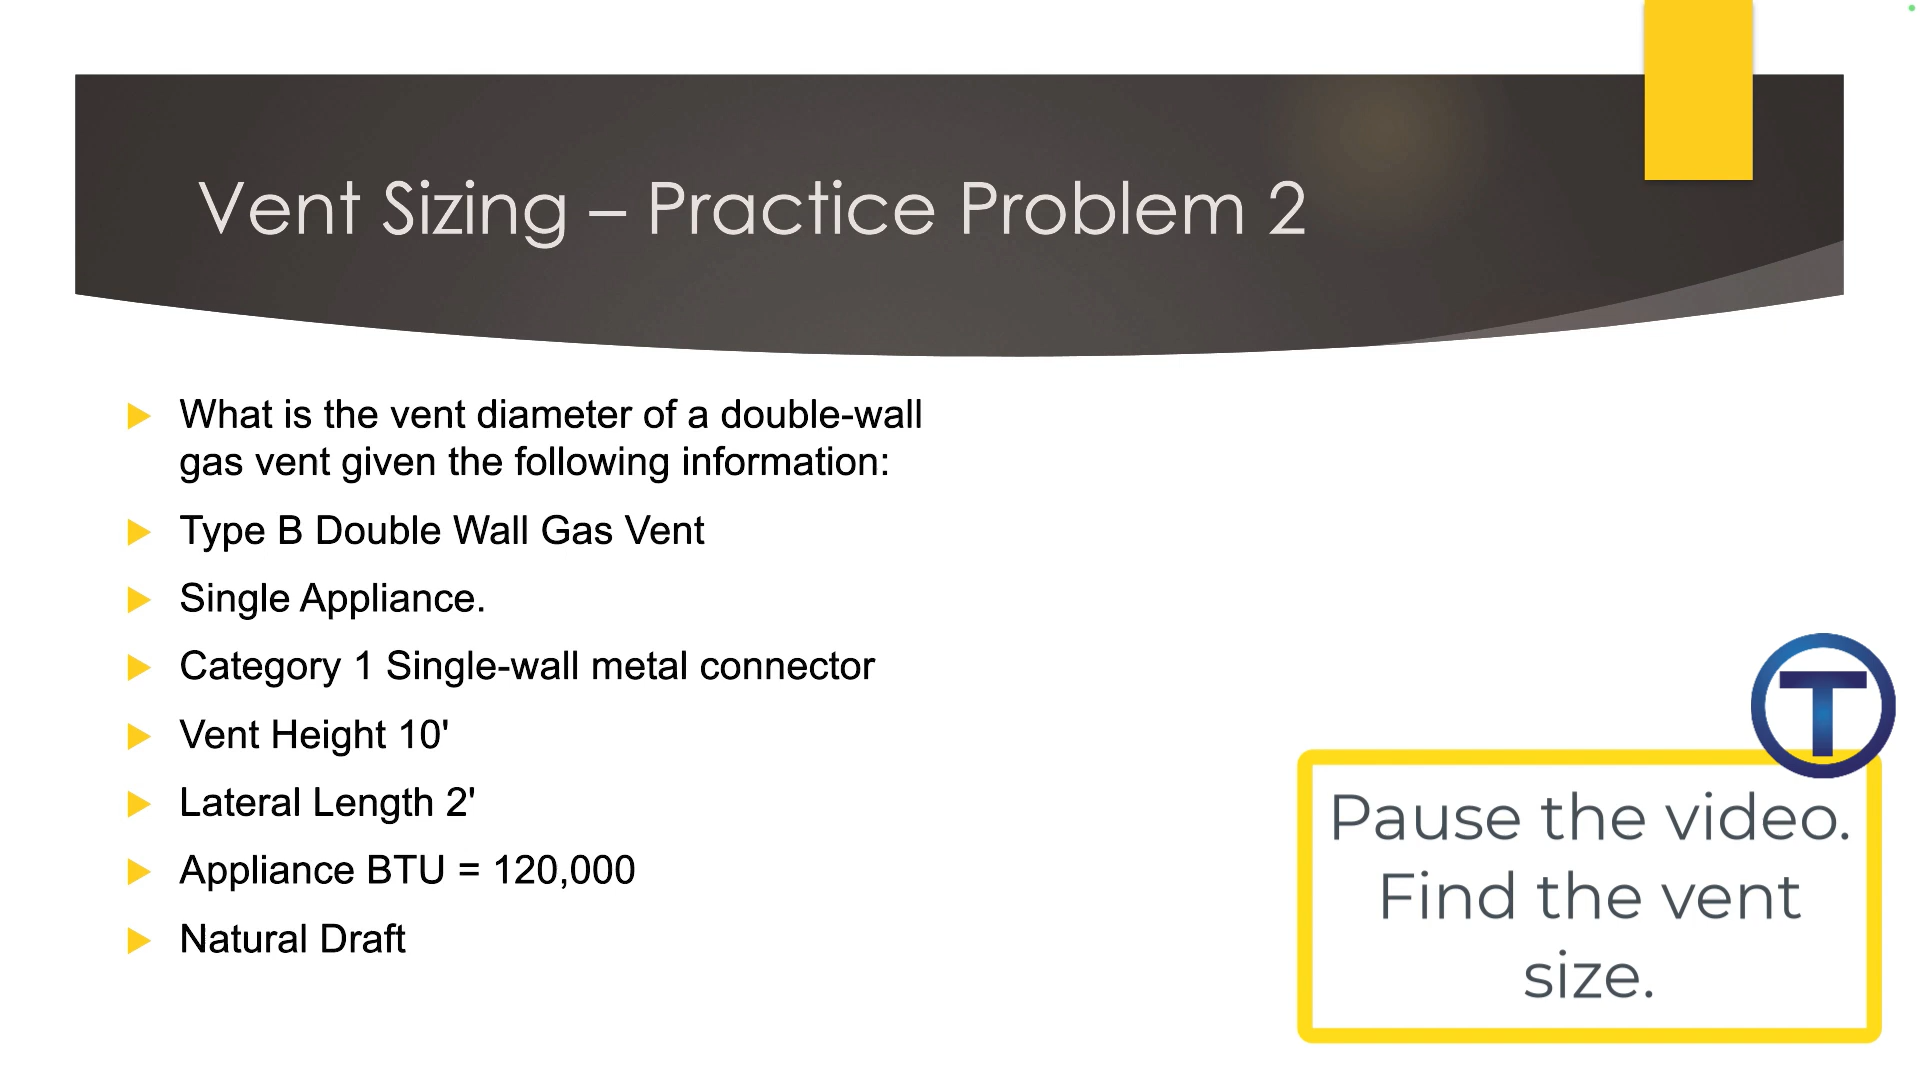 Vent Sizing – Practice Problem 2
What is the vent diameter of a double-wall
gas vent given the following information:
Type B Double Wall Gas Vent
Single Appliance.
Category 1 Single-wall metal connector
Vent Height 10'
Lateral Length 2'
Appliance BTU = 120,000
Natural Draft
T
Pause the video.
Find the vent
size.